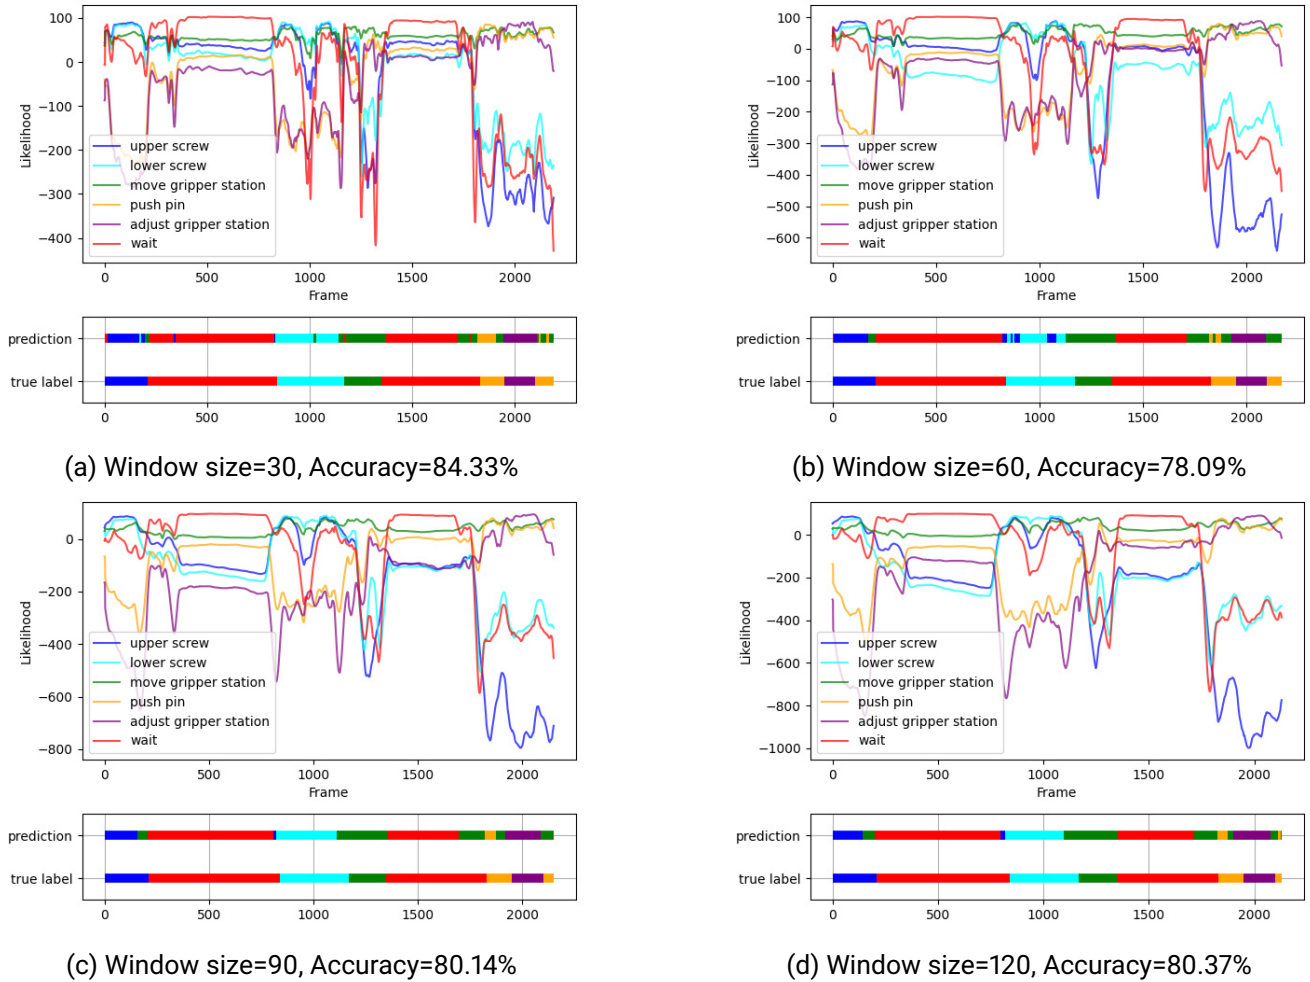 100
0
−100
−200
−300
−400
Likelihood
upper screw
lower screw
move gripper station
push pin
adjust gripper station
wait
0
500
1000
1500
2000
Frame
prediction
true label
0
500
1000
1500
2000
(a) Window size=30, Accuracy=84.33%
100
0
−100
−200
−300
−400
−500
−600
Likelihood
upper screw
lower screw
move gripper station
push pin
adjust gripper station
wait
0
500
1000
1500
2000
Frame
prediction
true label
0
500
1000
1500
2000
(b) Window size=60, Accuracy=78.09%
0
−200
−400
−600
−800
Likelihood
upper screw
lower screw
move gripper station
push pin
adjust gripper station
wait
0
500
1000
1500
2000
Frame
prediction
true label
0
500
1000
1500
2000
(c) Window size=90, Accuracy=80.14%
0
−200
−400
−600
−800
−1000
Likelihood
upper screw
lower screw
move gripper station
push pin
adjust gripper station
wait
0
500
1000
1500
2000
Frame
prediction
true label
0
500
1000
1500
2000
(d) Window size=120, Accuracy=80.37%